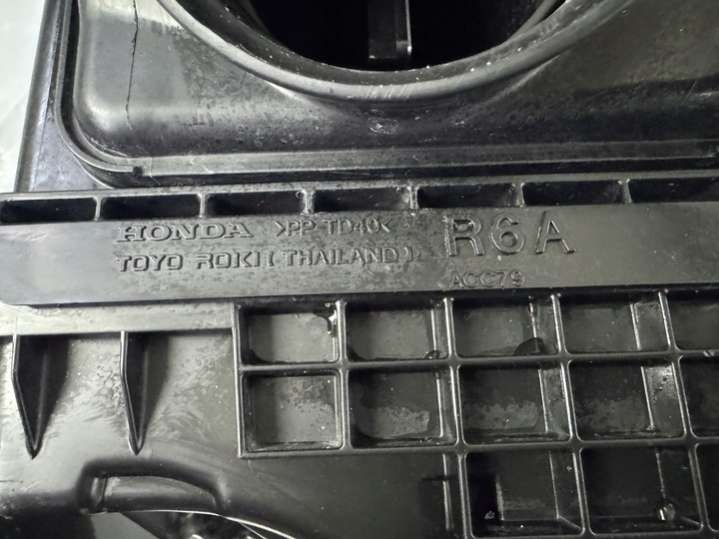 HONDA >PP-TD40<
TOYO ROKI (THAILAND).
R6A
ACC79